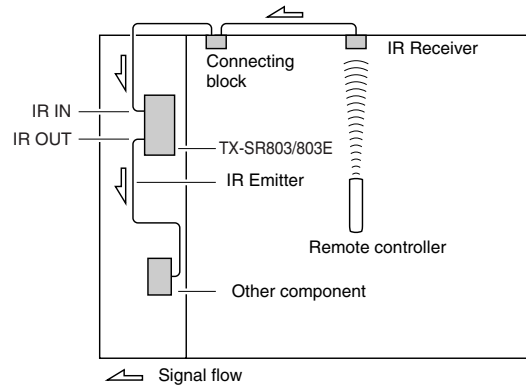 IR Receiver
Connecting
block
IR IN
IR OUT
TX-SR803/803E
IR Emitter
Remote controller
Other component
Signal flow